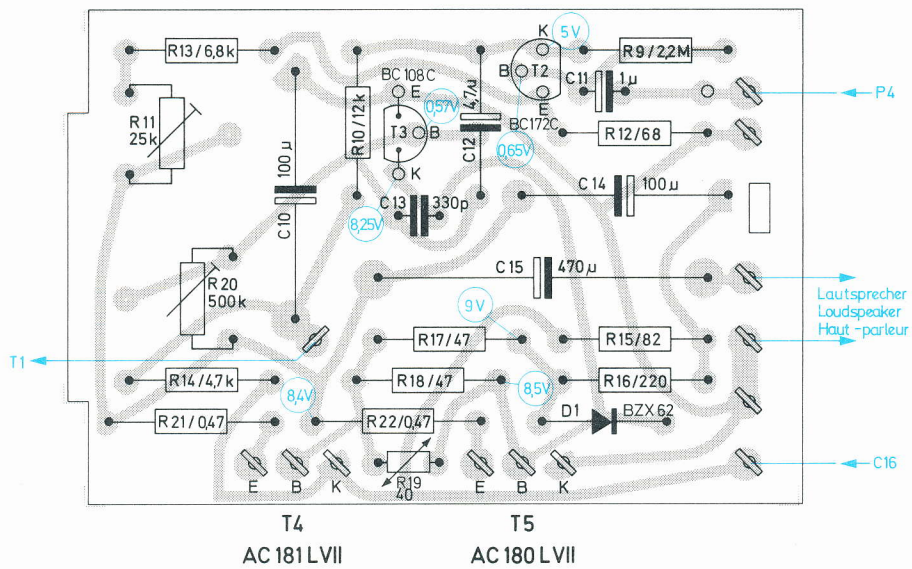 K
5V
R13/6,8k
R9/2,2M
B
T2
C11
1µ
BC108C
E
4,7µ
E
P4
R11
25k
0,57V
BC172C
T3
B
R10/12k
R12/68
C12
0,65V
100µ
C10
K
C14
100µ
C13
330p
8,25V
C15
470µ
R20
500k
Lautsprecher
Loudspeaker
Haut-parleur
9V
R17/47
R15/82
T1
R14/4,7k
8,4V
R18/47
8,5V
R16/220
R21/0,47
R22/0,47
D1
BZX62
C16
E
B
K
R19
40
E
B
K
T4
T5
AC181LVII
AC180LVII